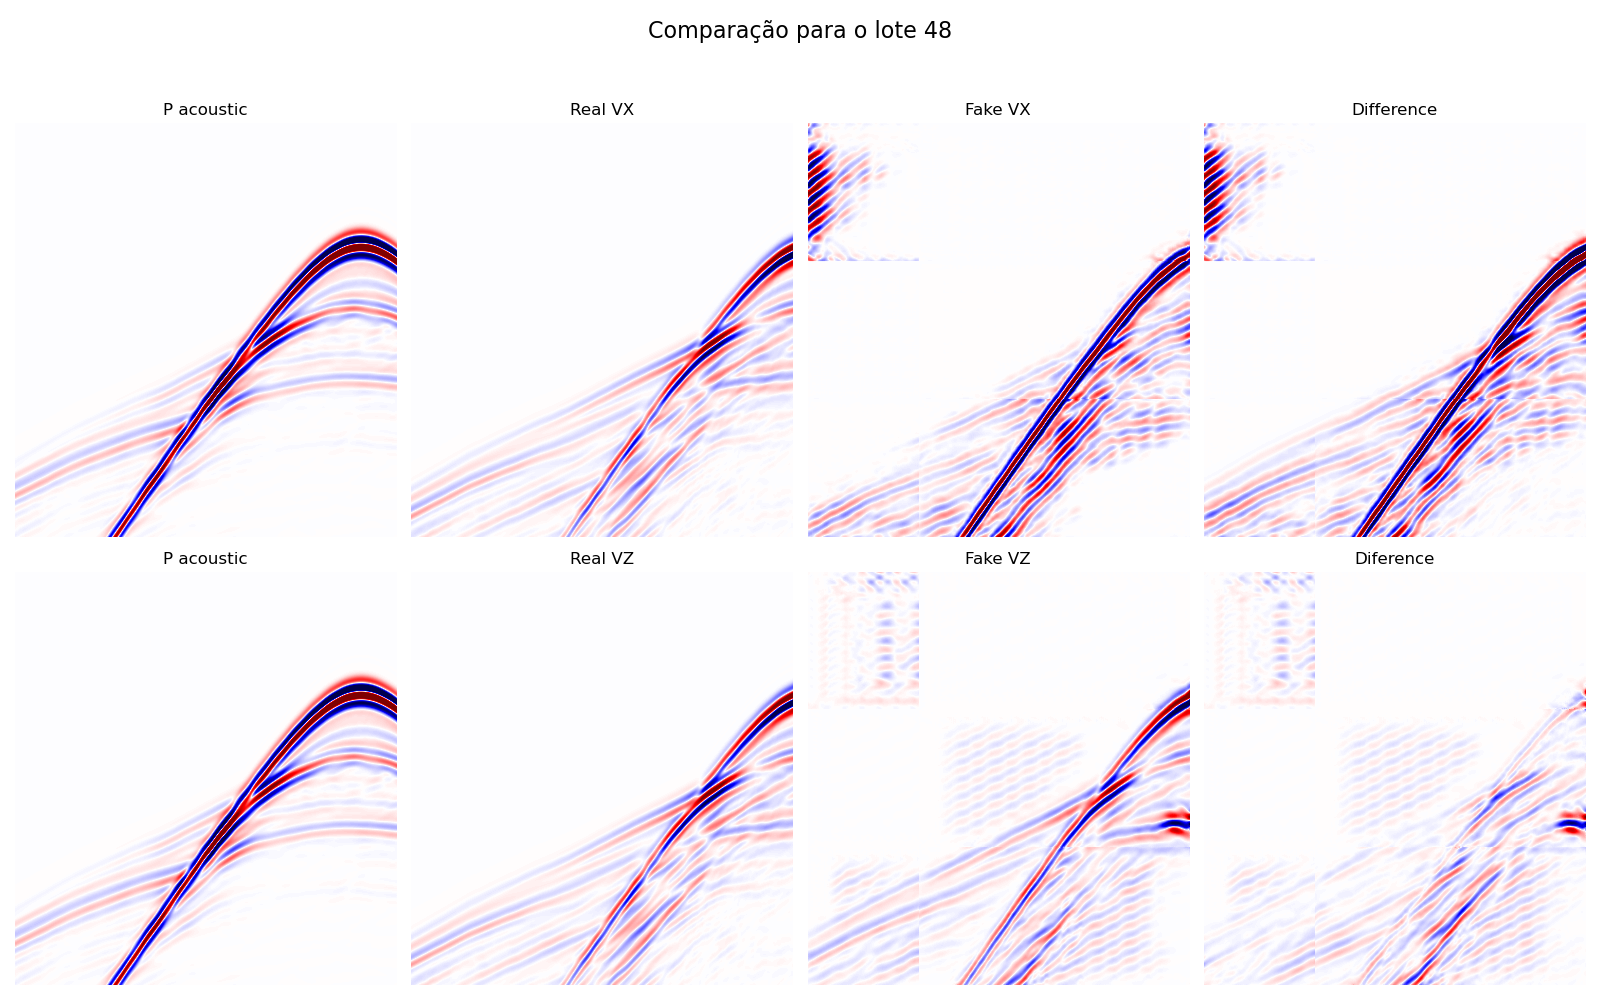 Comparação para o lote 48
P acoustic
Real VX
Fake VX
Difference
P acoustic
Real VZ
Fake VZ
Diference